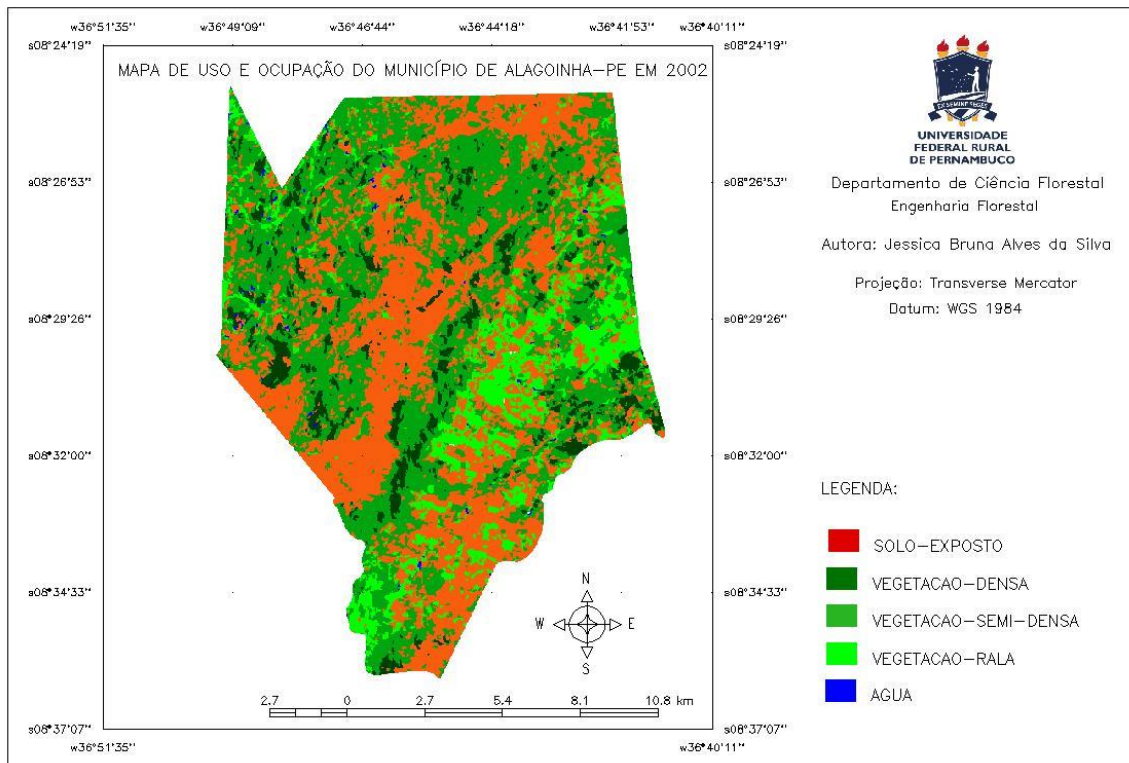 w36°51'35'' w36°49'09'' w36°46'44'' w36°44'18'' w36°41'53'' w36°40'11''
s08°24'19'' s08°24'19''
MAPA DE USO E OCUPAÇÃO DO MUNICÍPIO DE ALAGOINHA-PE EM 2002
s08°26'53'' s08°26'53''
s08°29'26'' s08°29'26''
s08°32'00'' s08°32'00''
s08°34'33'' s08°34'33''
N
W E
S
2.7 0 2.7 5.4 8.1 10.8 km
s08°37'07'' s08°37'07''
w36°51'35'' w36°40'11''
EX SEMINE SEGES
UNIVERSIDADE
FEDERAL RURAL
DE PERNAMBUCO
Departamento de Ciência Florestal
Engenharia Florestal
Autora: Jessica Bruna Alves da Silva
Projeção: Transverse Mercator
Datum: WGS 1984
LEGENDA:
SOLO-EXPOSTO
VEGETACAO-DENSA
VEGETACAO-SEMI-DENSA
VEGETACAO-RALA
AGUA